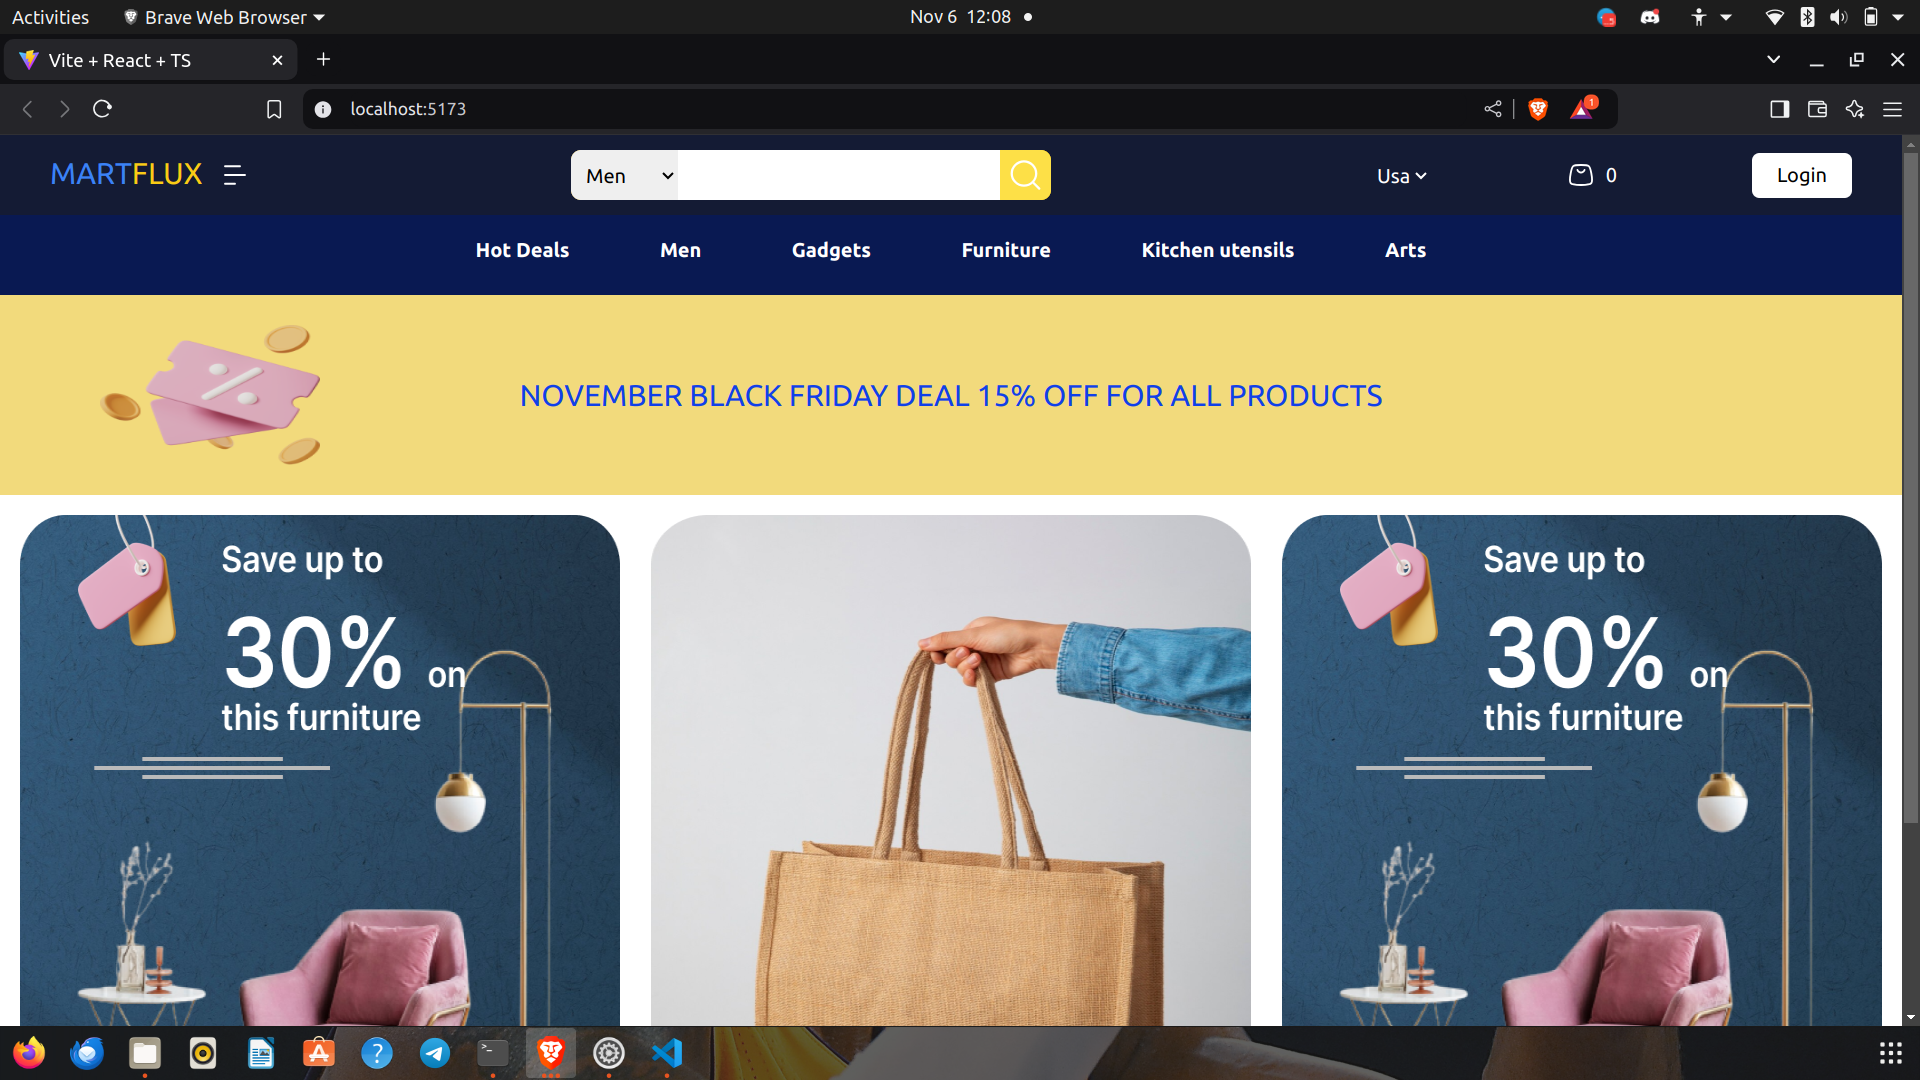 Activities
Brave Web Browser
Nov 6 12:08
Vite + React + TS
localhost:5173
1
MARTFLUX
Men
Usa
0
Login
Hot Deals
Men
Gadgets
Furniture
Kitchen utensils
Arts
NOVEMBER BLACK FRIDAY DEAL 15% OFF FOR ALL PRODUCTS
Save up to
30% on
this furniture
Save up to
30% on
this furniture